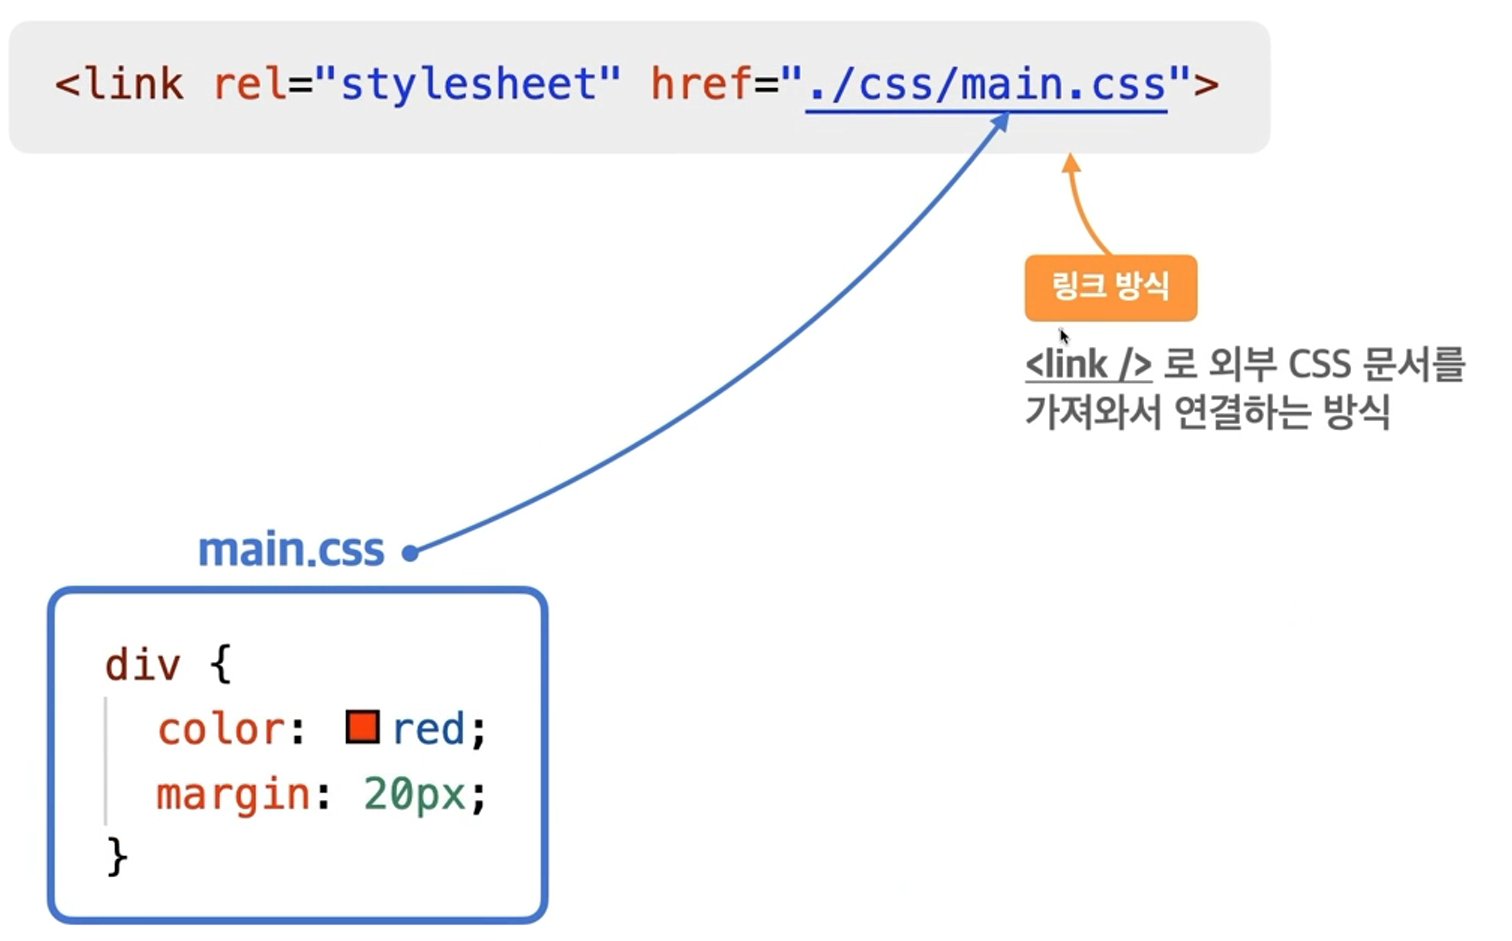 <link rel="stylesheet" href="./css/main.css">
링크 방식
<link /> 로 외부 CSS 문서를
가져와서 연결하는 방식
main.css
div {
color: red;
margin: 20px;
}